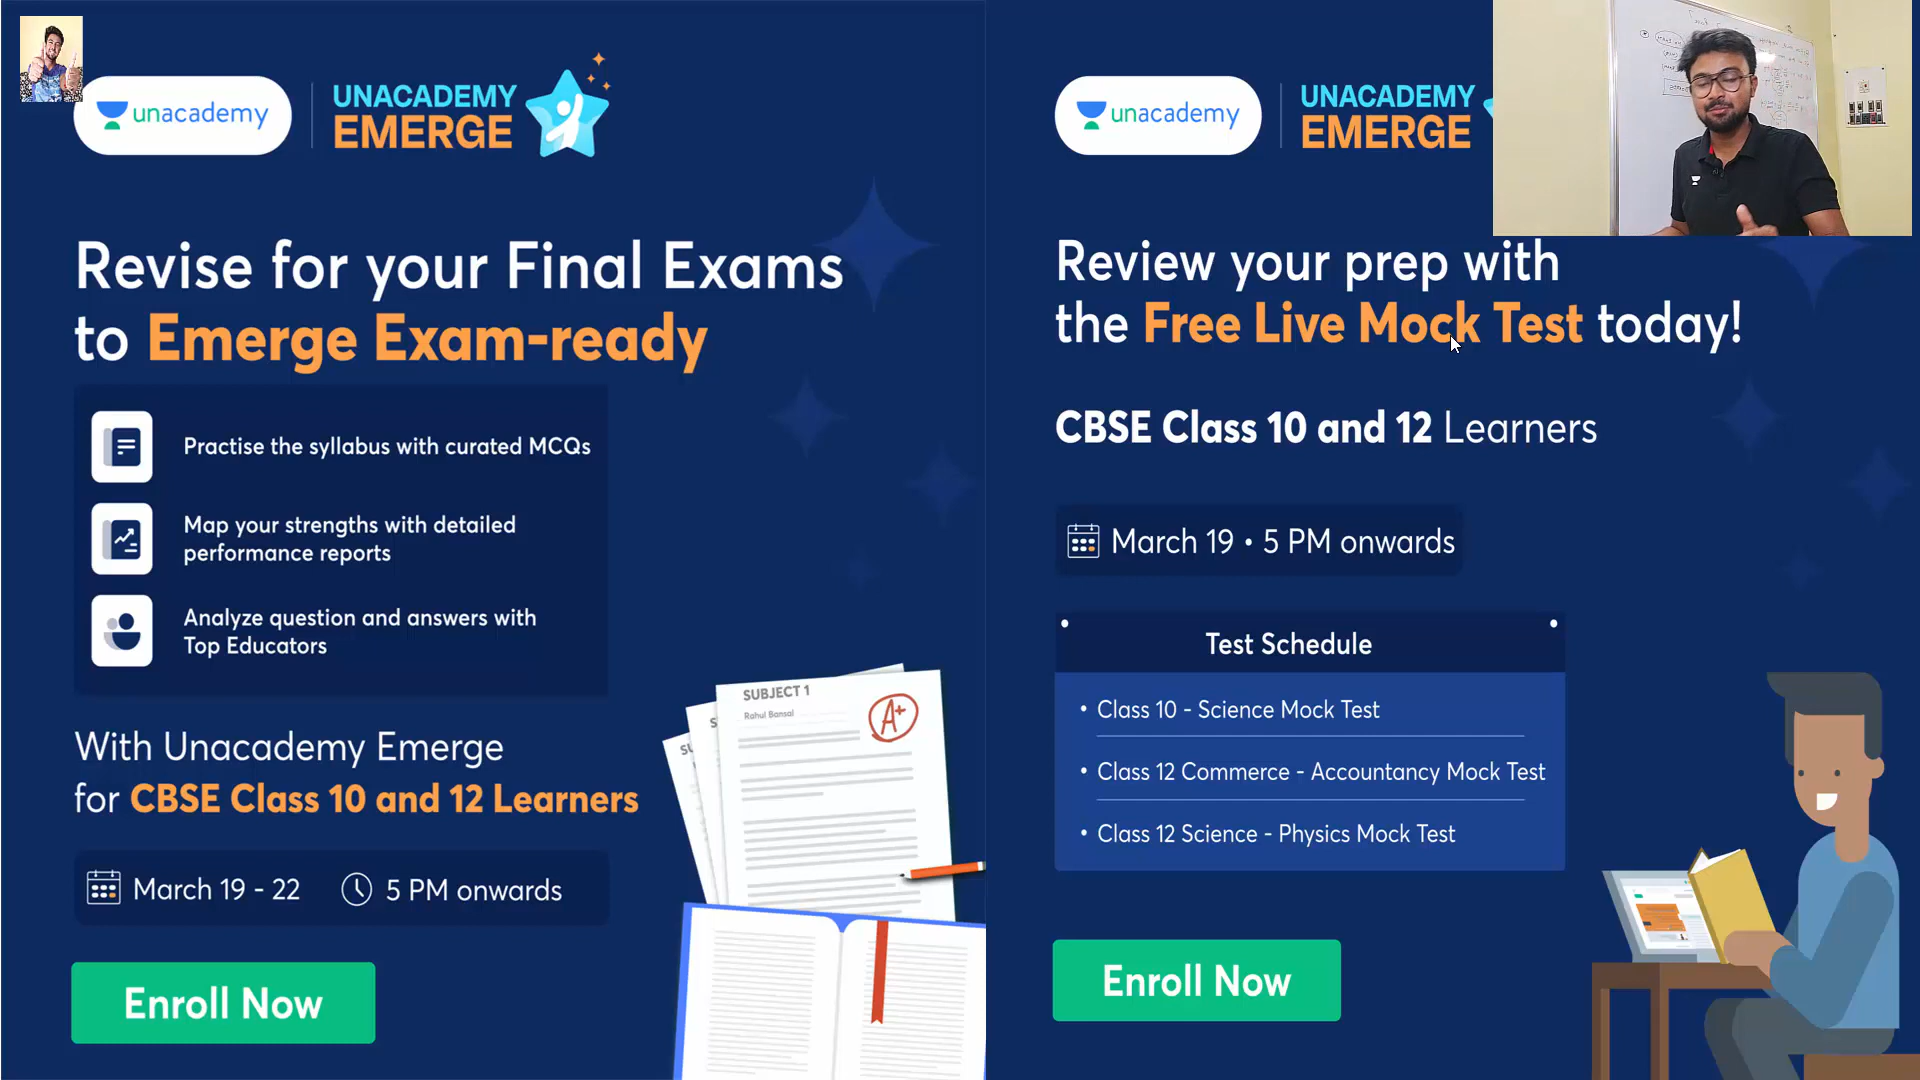 unacademy
UNACADEMY
EMERGE
Revise for your Final Exams
to Emerge Exam-ready
Practise the syllabus with curated MCQs
Map your strengths with detailed
performance reports
Analyze question and answers with
Top Educators
With Unacademy Emerge
for CBSE Class 10 and 12 Learners
March 19 - 22
5 PM onwards
Enroll Now
SUBJECT 1
Rahul Bansal
A+
unacademy
UNACADEMY
EMERGE
Review your prep with
the Free Live Mock Test today!
CBSE Class 10 and 12 Learners
March 19 • 5 PM onwards
Test Schedule
• Class 10 - Science Mock Test
• Class 12 Commerce - Accountancy Mock Test
• Class 12 Science - Physics Mock Test
Enroll Now